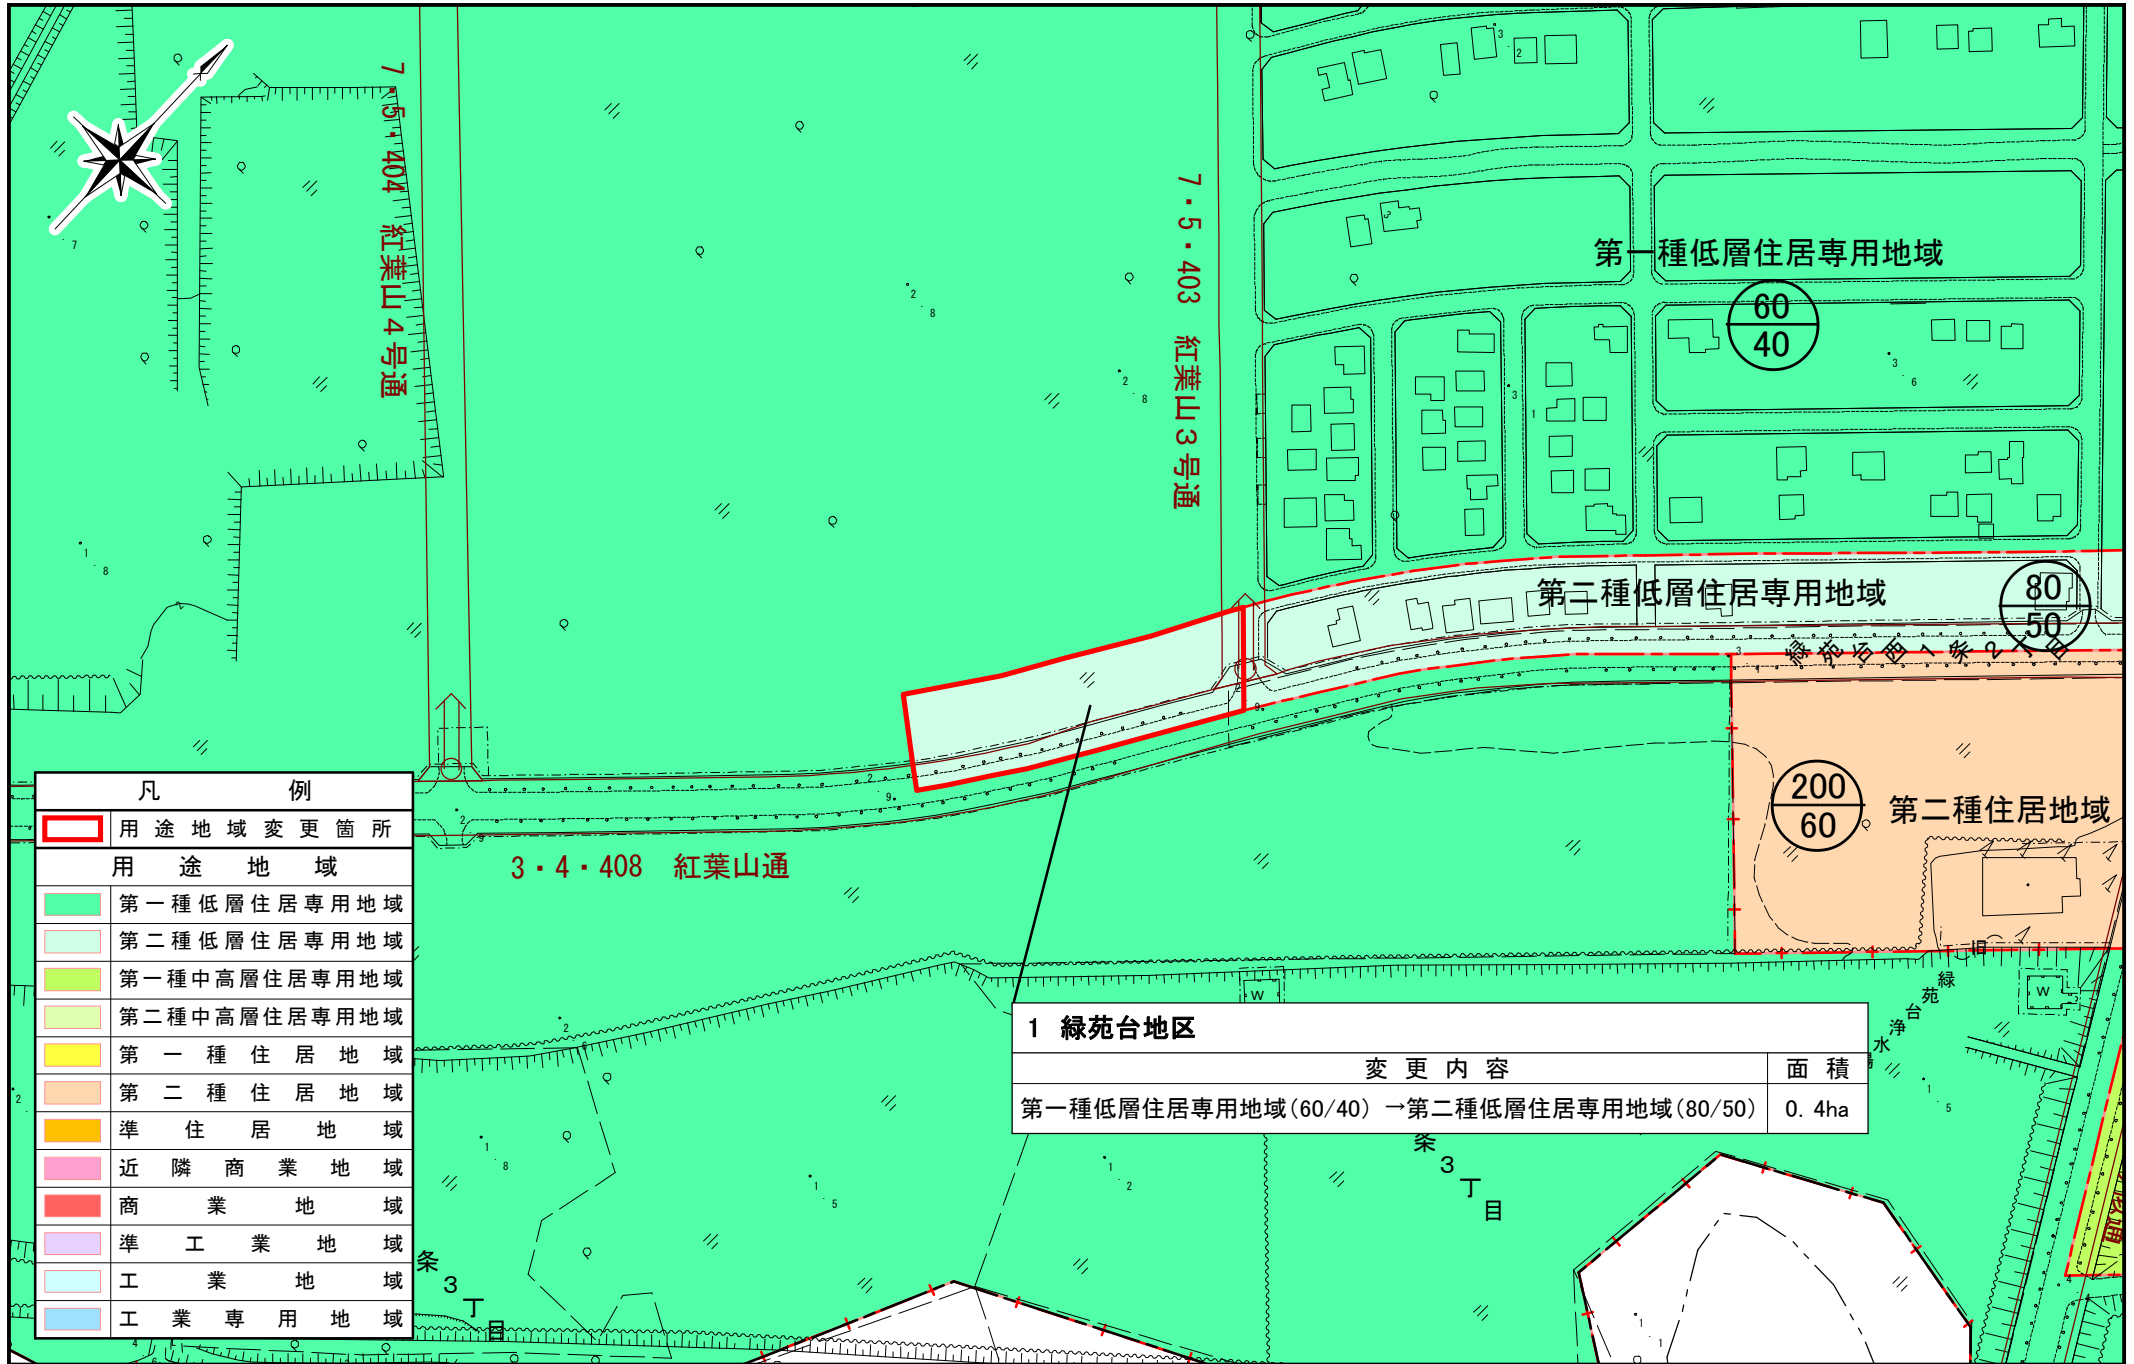 7・5・404 紅葉山４号通
7・5・403 紅葉山３号通
第一種低層住居専用地域
60
40
第二種低層住居専用地域
80
50
緑苑台西１条２丁目
200
60
第二種住居地域
3・4・408 紅葉山通
凡例
用途地域変更箇所
用途地域
第一種低層住居専用地域
第二種低層住居専用地域
第一種中高層住居専用地域
第二種中高層住居専用地域
第一種住居地域
第二種住居地域
準住居地域
近隣商業地域
商業地域
準工業地域
工業地域
工業専用地域
1 緑苑台地区
変更内容 面積
第一種低層住居専用地域(60/40) →第二種低層住居専用地域(80/50) 0.4ha
旧緑苑台浄水場
W
W
条３丁目
条３丁目